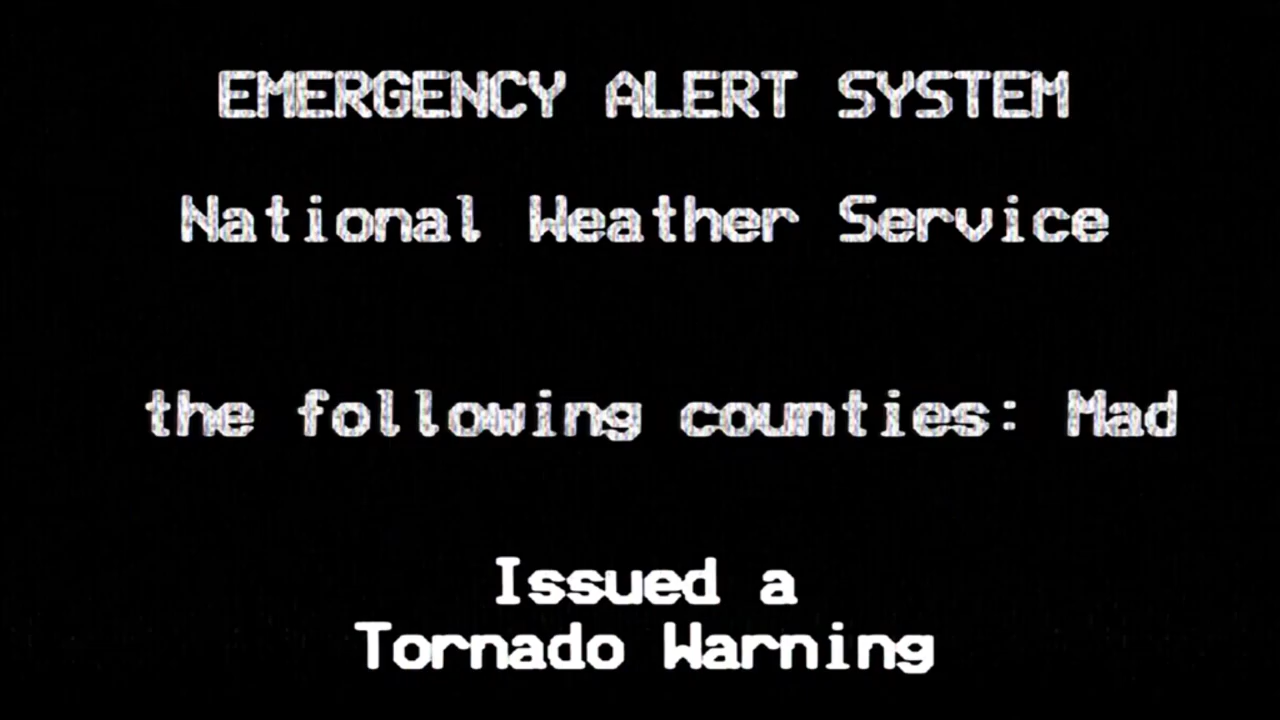 EMERGENCY ALERT SYSTEM
National Weather Service
the following counties: Mad
Issued a
Tornado Warning